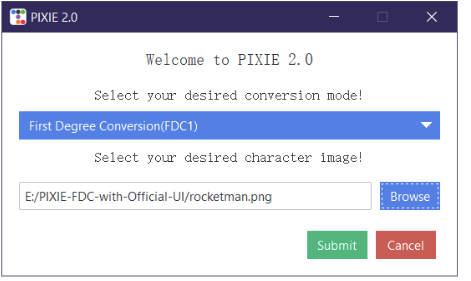 PIXIE 2.0
Welcome to PIXIE 2.0
Select your desired conversion mode!
First Degree Conversion(FDC1)
Select your desired character image!
E:/PIXIE-FDC-with-Official-UI/rocketman.png
Browse
Submit
Cancel